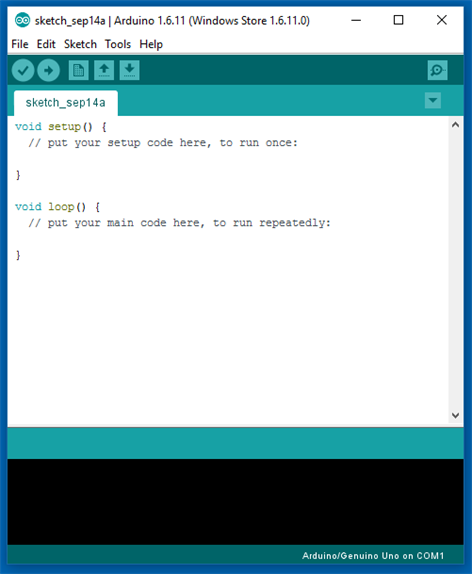 sketch_sep14a | Arduino 1.6.11 (Windows Store 1.6.11.0)
File Edit Sketch Tools Help
sketch_sep14a
void setup() {
  // put your setup code here, to run once:
}
void loop() {
  // put your main code here, to run repeatedly:
}
Arduino/Genuino Uno on COM1